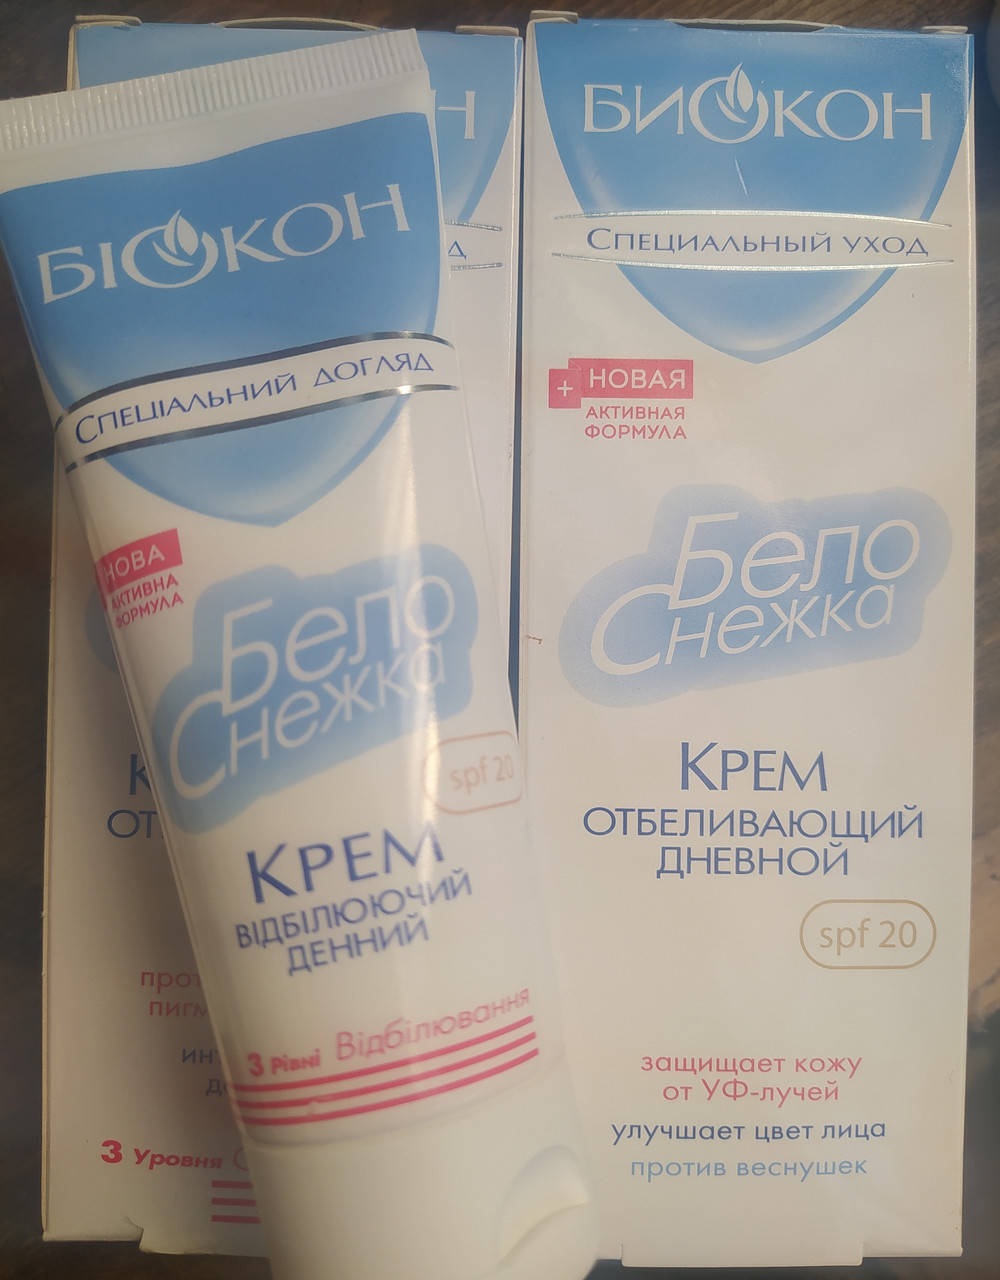 БІОКОН
СПЕЦІАЛЬНИЙ ДОГЛЯД
НОВА
АКТИВНА
ФОРМУЛА
Бело
Снежка
spf 20
КРЕМ
ВІДБІЛЮЮЧИЙ
ДЕННИЙ
3 Рівні Відбілювання
3 Уровня
БИОКОН
СПЕЦИАЛЬНЫЙ УХОД
+ НОВАЯ
АКТИВНАЯ
ФОРМУЛА
Бело
Снежка
КРЕМ
ОТБЕЛИВАЮЩИЙ
ДНЕВНОЙ
spf 20
защищает кожу
от УФ-лучей
улучшает цвет лица
против веснушек